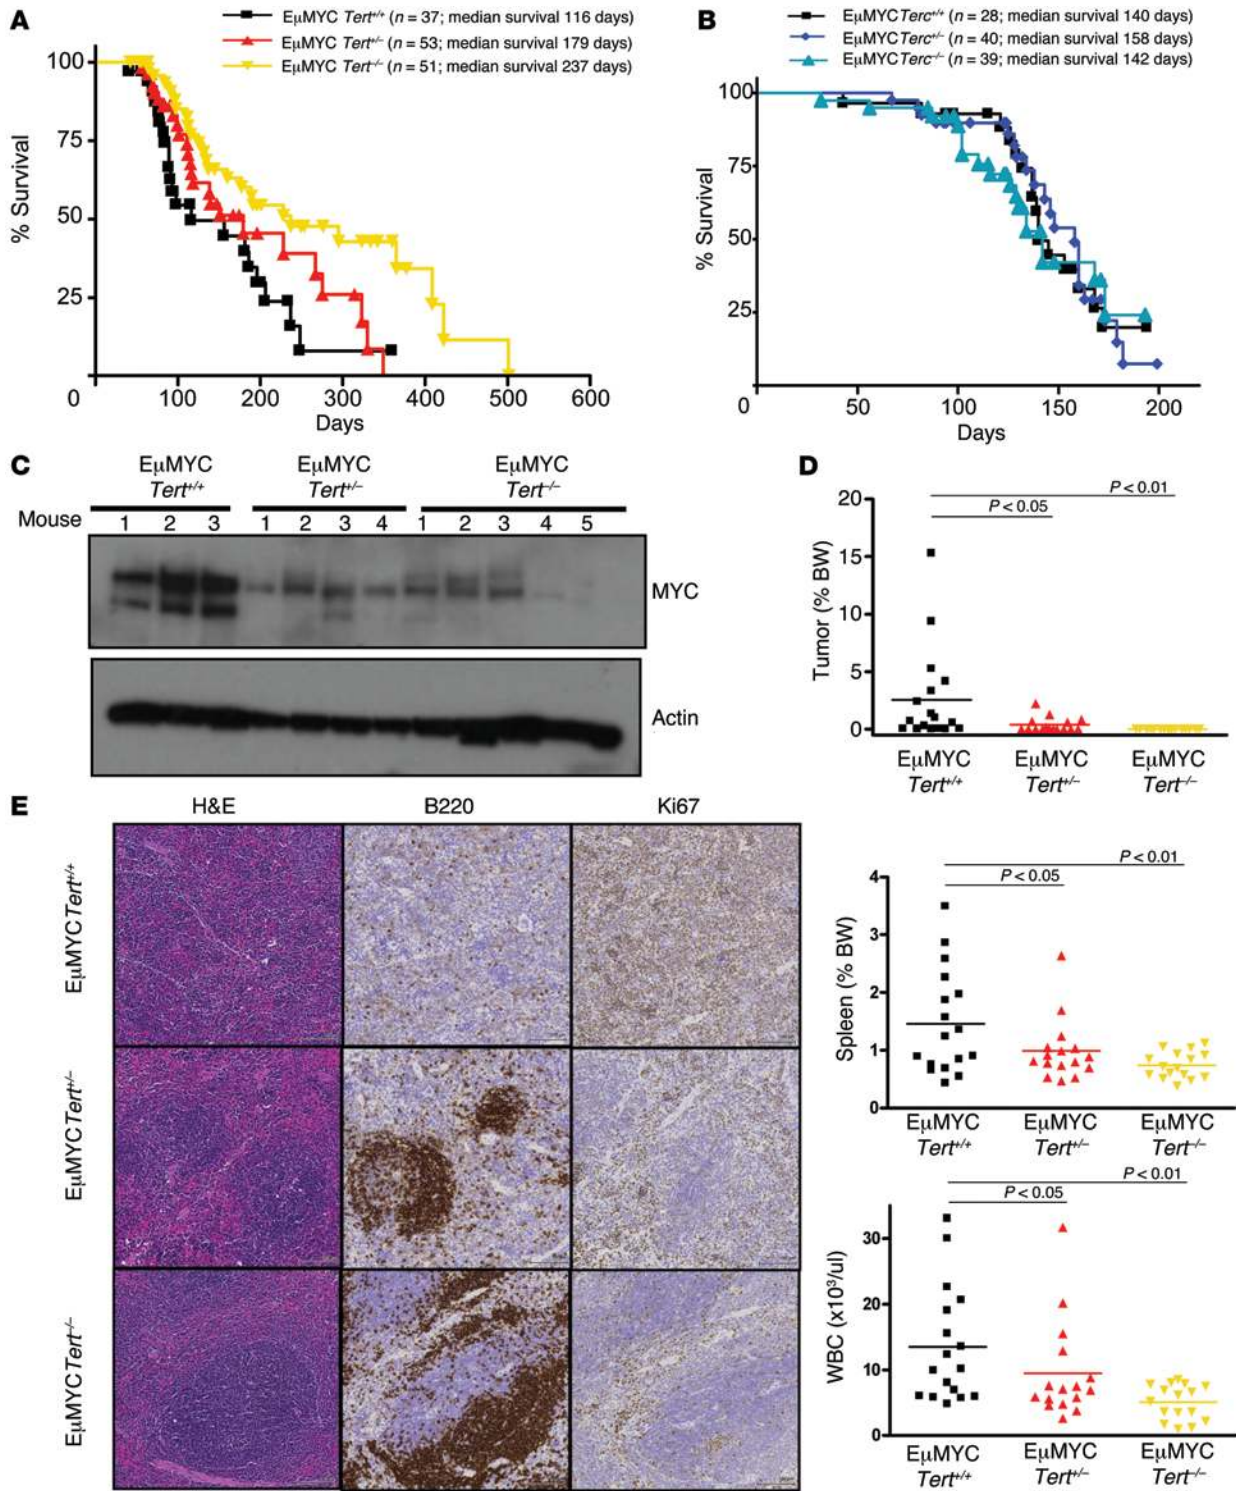 A
EμMYC Tert+/+ (n = 37; median survival 116 days)
EμMYC Tert+/– (n = 53; median survival 179 days)
EμMYC Tert–/– (n = 51; median survival 237 days)
% Survival
100
75
50
25
100 200 300 400 500 600
Days
B
EμMYC Terc+/+ (n = 28; median survival 140 days)
EμMYC Terc+/– (n = 40; median survival 158 days)
EμMYC Terc–/– (n = 39; median survival 142 days)
% Survival
100
75
50
25
0 50 100 150 200
Days
C
EμMYC Tert+/+
EμMYC Tert+/–
EμMYC Tert–/–
Mouse 1 2 3 1 2 3 4 1 2 3 4 5
MYC
Actin
D
P < 0.01
P < 0.05
Tumor (% BW)
20
15
10
5
0
EμMYC EμMYC EμMYC
Tert+/+ Tert+/– Tert–/–
P < 0.01
P < 0.05
Spleen (% BW)
4
3
2
1
0
EμMYC EμMYC EμMYC
Tert+/+ Tert+/– Tert–/–
P < 0.01
P < 0.05
WBC (x10³/ul)
30
20
10
0
EμMYC EμMYC EμMYC
Tert+/+ Tert+/– Tert–/–
E
H&E B220 Ki67
EμMYC Tert+/+
EμMYC Tert+/–
EμMYC Tert–/–